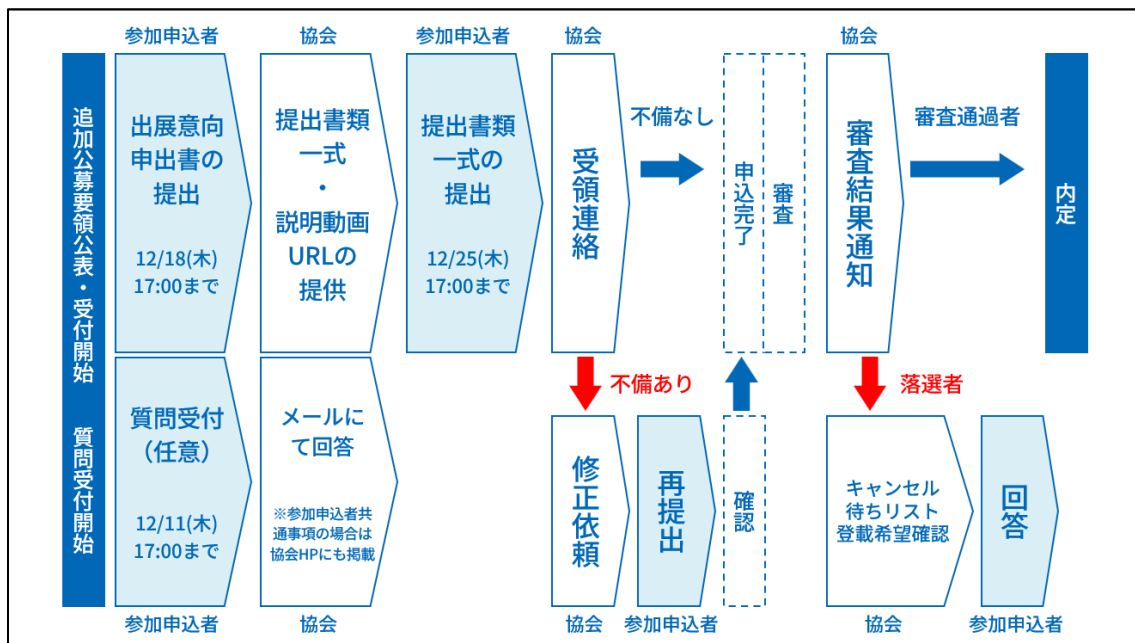 参加申込者
協会
参加申込者
協会
協会
追加公募要領公表・受付開始
質問受付開始
出展意向
申出書の
提出
12/18(木)
17:00まで
提出書類
一式
・
説明動画
URLの
提供
提出書類
一式の
提出
12/25(木)
17:00まで
受領連絡
不備なし
申込完了
審査
審査結果通知
審査通過者
内定
不備あり
落選者
質問受付
（任意）
12/11(木)
17:00まで
メールに
て回答
※参加申込者共
通事項の場合は
協会HPにも掲載
修正依頼
再提出
確認
キャンセル
待ちリスト
登載希望確認
回答
参加申込者
協会
協会
参加申込者
協会
参加申込者